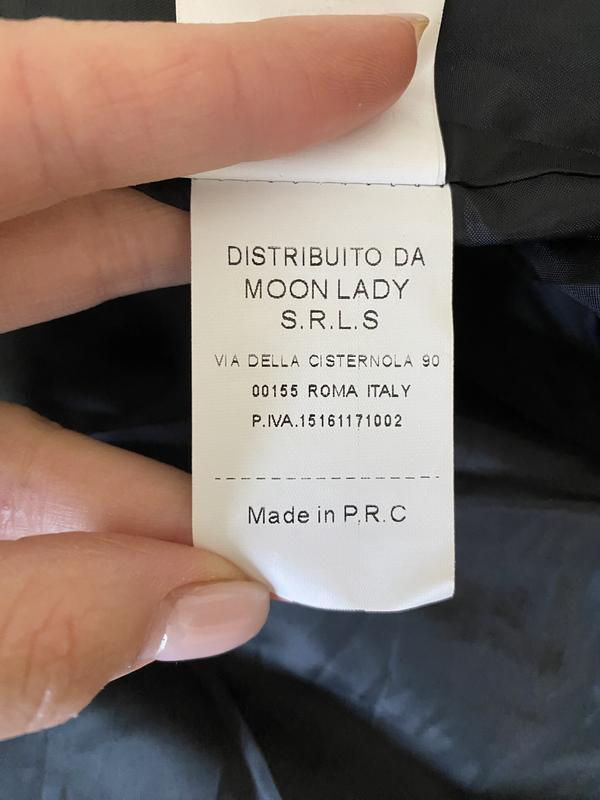 DISTRIBUITO DA
MOON LADY
S.R.L.S
VIA DELLA CISTERNOLA 90
00155 ROMA ITALY
P.IVA.15161171002
Made in P.R.C